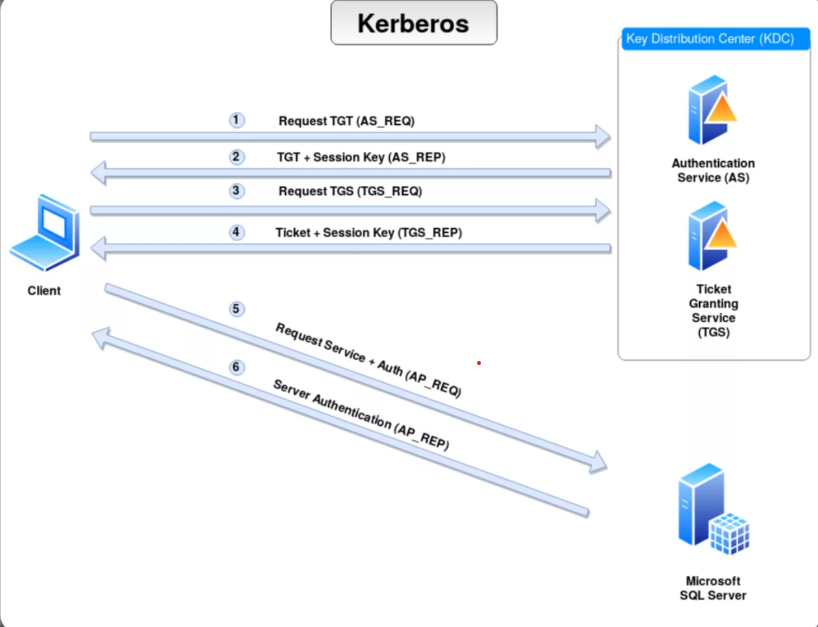 Kerberos
Key Distribution Center (KDC)
1 Request TGT (AS_REQ)
2 TGT + Session Key (AS_REP)
3 Request TGS (TGS_REQ)
4 Ticket + Session Key (TGS_REP)
Authentication
Service (AS)
Ticket
Granting
Service
(TGS)
Client
5 Request Service + Auth (AP_REQ)
6 Server Authentication (AP_REP)
Microsoft
SQL Server